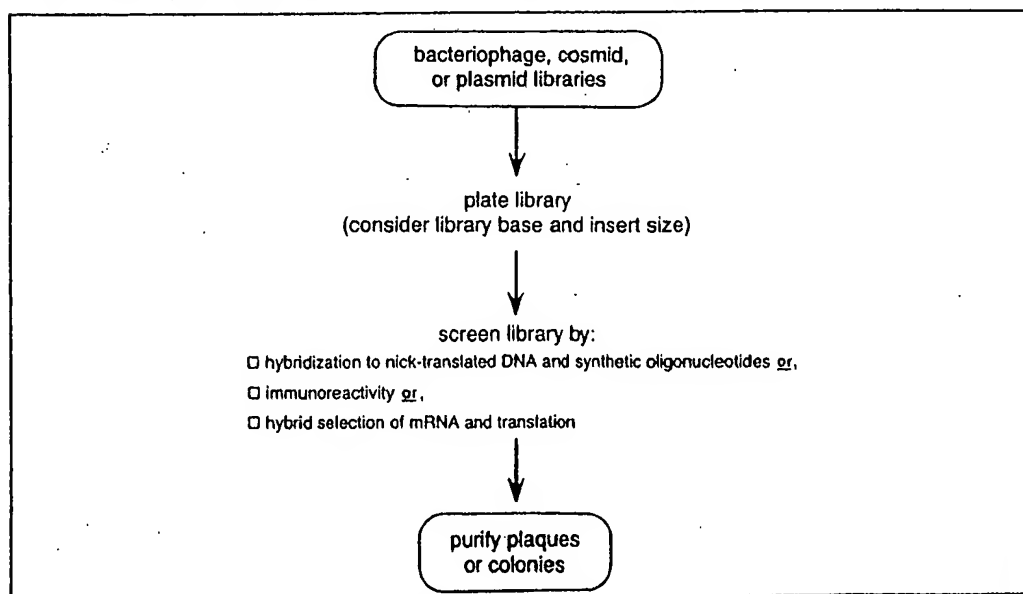 bacteriophage, cosmid,
or plasmid libraries
plate library
(consider library base and insert size)
screen library by:
☐ hybridization to nick-translated DNA and synthetic oligonucleotides or,
☐ immunoreactivity or,
☐ hybrid selection of mRNA and translation
purify plaques
or colonies